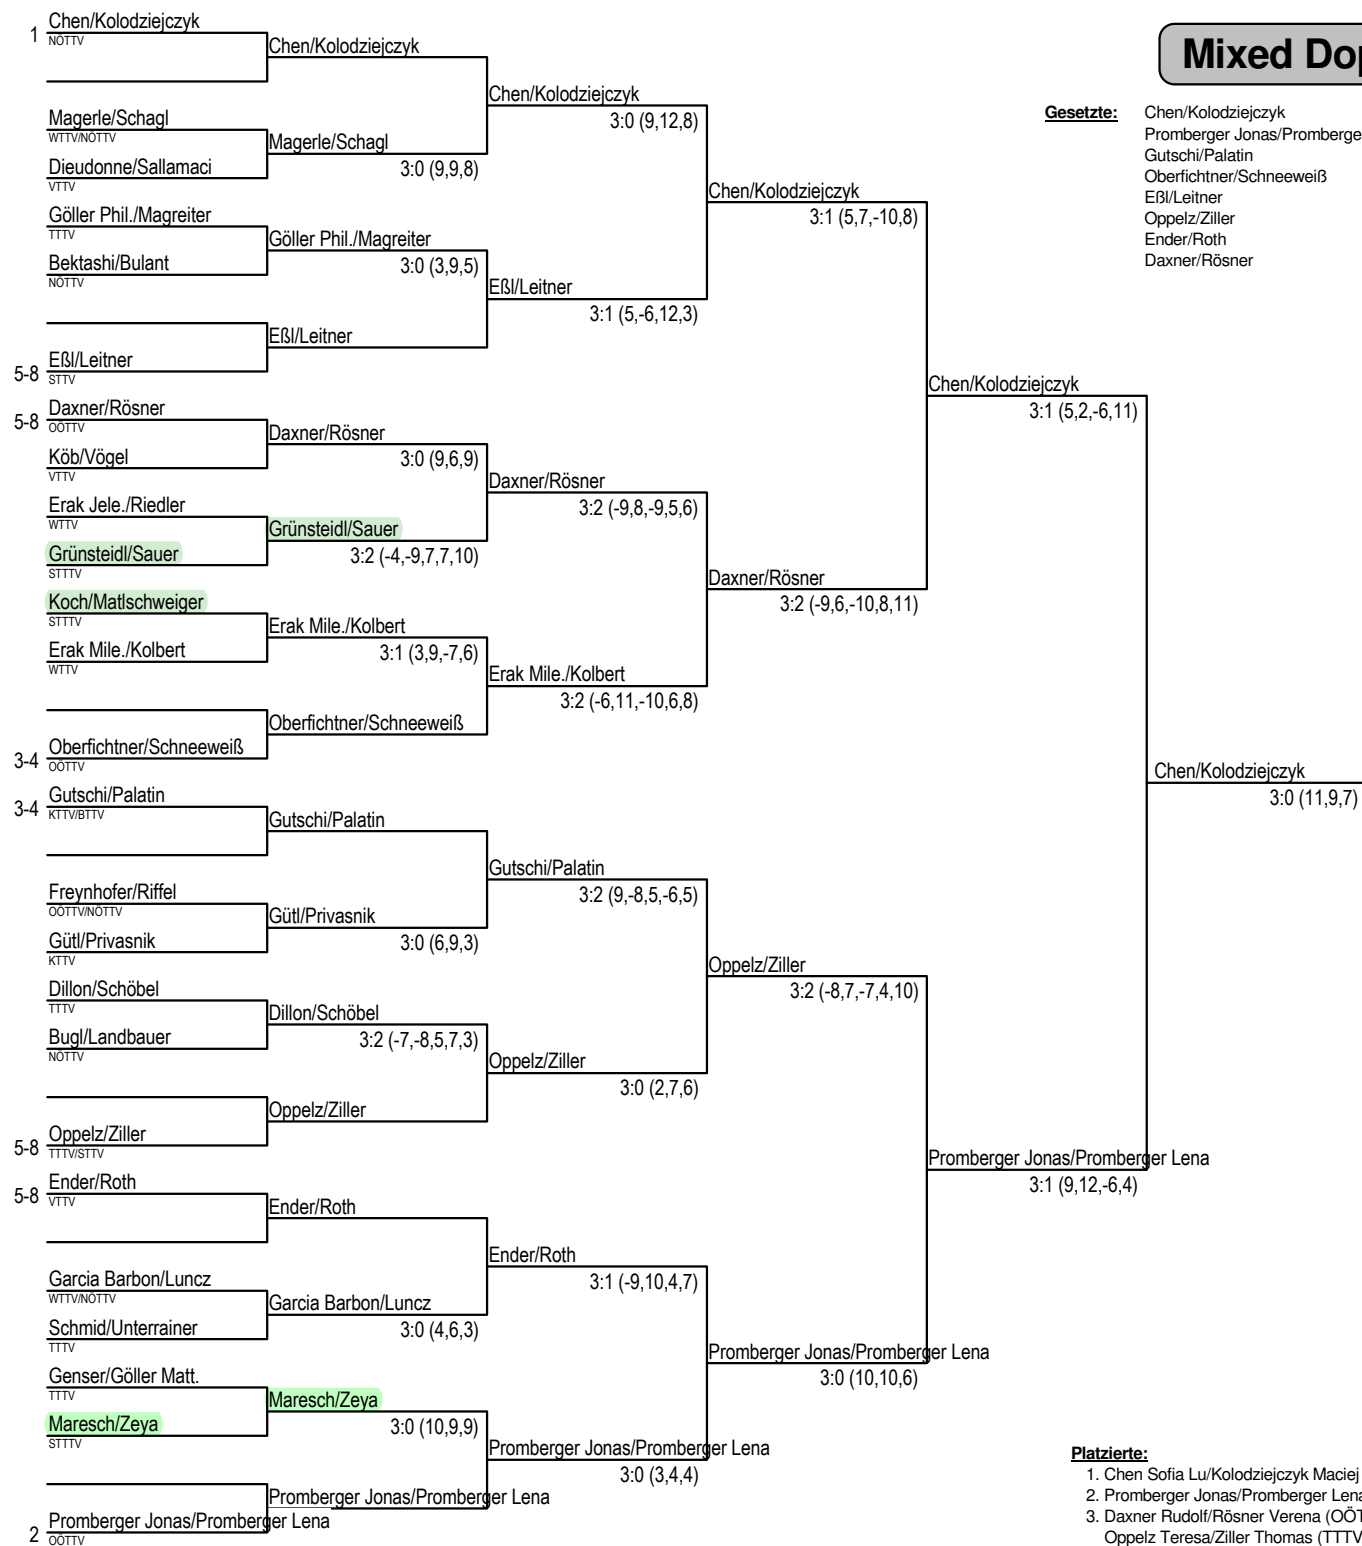 Mixed Dop
Gesetzte:
Chen/Kolodziejczyk
Promberger Jonas/Promberge
Gutschi/Palatin
Oberfichtner/Schneeweiß
Eßl/Leitner
Oppelz/Ziller
Ender/Roth
Daxner/Rösner
1 Chen/Kolodziejczyk
NÖTTV
Magerle/Schagl
WTTV/NÖTTV
Dieudonne/Sallamaci
VTTV
Göller Phil./Magreiter
TTTV
Bektashi/Bulant
NÖTTV
5-8 Eßl/Leitner
STTV
5-8 Daxner/Rösner
OÖTTV
Köb/Vögel
VTTV
Erak Jele./Riedler
WTTV
Grünsteidl/Sauer
STTTV
Koch/Matlschweiger
STTTV
Erak Mile./Kolbert
WTTV
3-4 Oberfichtner/Schneeweiß
OÖTTV
3-4 Gutschi/Palatin
KTTV/BTTV
Freynhofer/Riffel
OÖTTV/NÖTTV
Gütl/Privasnik
KTTV
Dillon/Schöbel
TTTV
Bugl/Landbauer
NÖTTV
5-8 Oppelz/Ziller
TTTV/STTV
5-8 Ender/Roth
VTTV
Garcia Barbon/Luncz
WTTV/NÖTTV
Schmid/Unterrainer
TTTV
Genser/Göller Matt.
TTTV
Maresch/Zeya
STTTV
2 Promberger Jonas/Promberger Lena
OÖTTV
Chen/Kolodziejczyk
Magerle/Schagl
3:0 (9,9,8)
Göller Phil./Magreiter
3:0 (3,9,5)
Eßl/Leitner
Daxner/Rösner
3:0 (9,6,9)
Grünsteidl/Sauer
3:2 (-4,-9,7,7,10)
Erak Mile./Kolbert
3:1 (3,9,-7,6)
Oberfichtner/Schneeweiß
Gutschi/Palatin
Gütl/Privasnik
3:0 (6,9,3)
Dillon/Schöbel
3:2 (-7,-8,5,7,3)
Oppelz/Ziller
Ender/Roth
Garcia Barbon/Luncz
3:0 (4,6,3)
Maresch/Zeya
3:0 (10,9,9)
Promberger Jonas/Promberger Lena
Chen/Kolodziejczyk
3:0 (9,12,8)
Eßl/Leitner
3:1 (5,-6,12,3)
Daxner/Rösner
3:2 (-9,8,-9,5,6)
Erak Mile./Kolbert
3:2 (-6,11,-10,6,8)
Gutschi/Palatin
3:2 (9,-8,5,-6,5)
Oppelz/Ziller
3:0 (2,7,6)
Ender/Roth
3:1 (-9,10,4,7)
Promberger Jonas/Promberger Lena
3:0 (3,4,4)
Chen/Kolodziejczyk
3:1 (5,7,-10,8)
Daxner/Rösner
3:2 (-9,6,-10,8,11)
Oppelz/Ziller
3:2 (-8,7,-7,4,10)
Promberger Jonas/Promberger Lena
3:0 (10,10,6)
Chen/Kolodziejczyk
3:1 (5,2,-6,11)
Promberger Jonas/Promberger Lena
3:1 (9,12,-6,4)
Chen/Kolodziejczyk
3:0 (11,9,7)
Platzierte:
1. Chen Sofia Lu/Kolodziejczyk Maciej
2. Promberger Jonas/Promberger Lena
3. Daxner Rudolf/Rösner Verena (OÖT
Oppelz Teresa/Ziller Thomas (TTTV